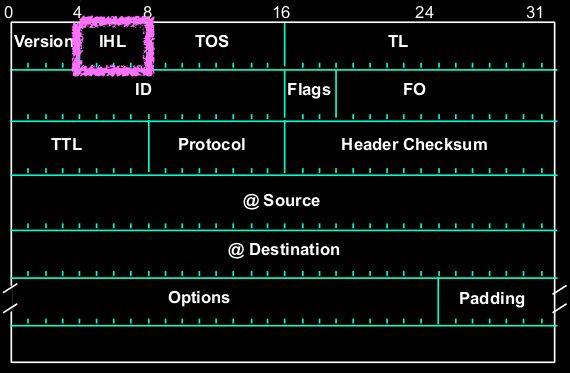 0 4 8 16 24 31
Version IHL TOS TL
ID Flags FO
TTL Protocol Header Checksum
@ Source
@ Destination
Options Padding